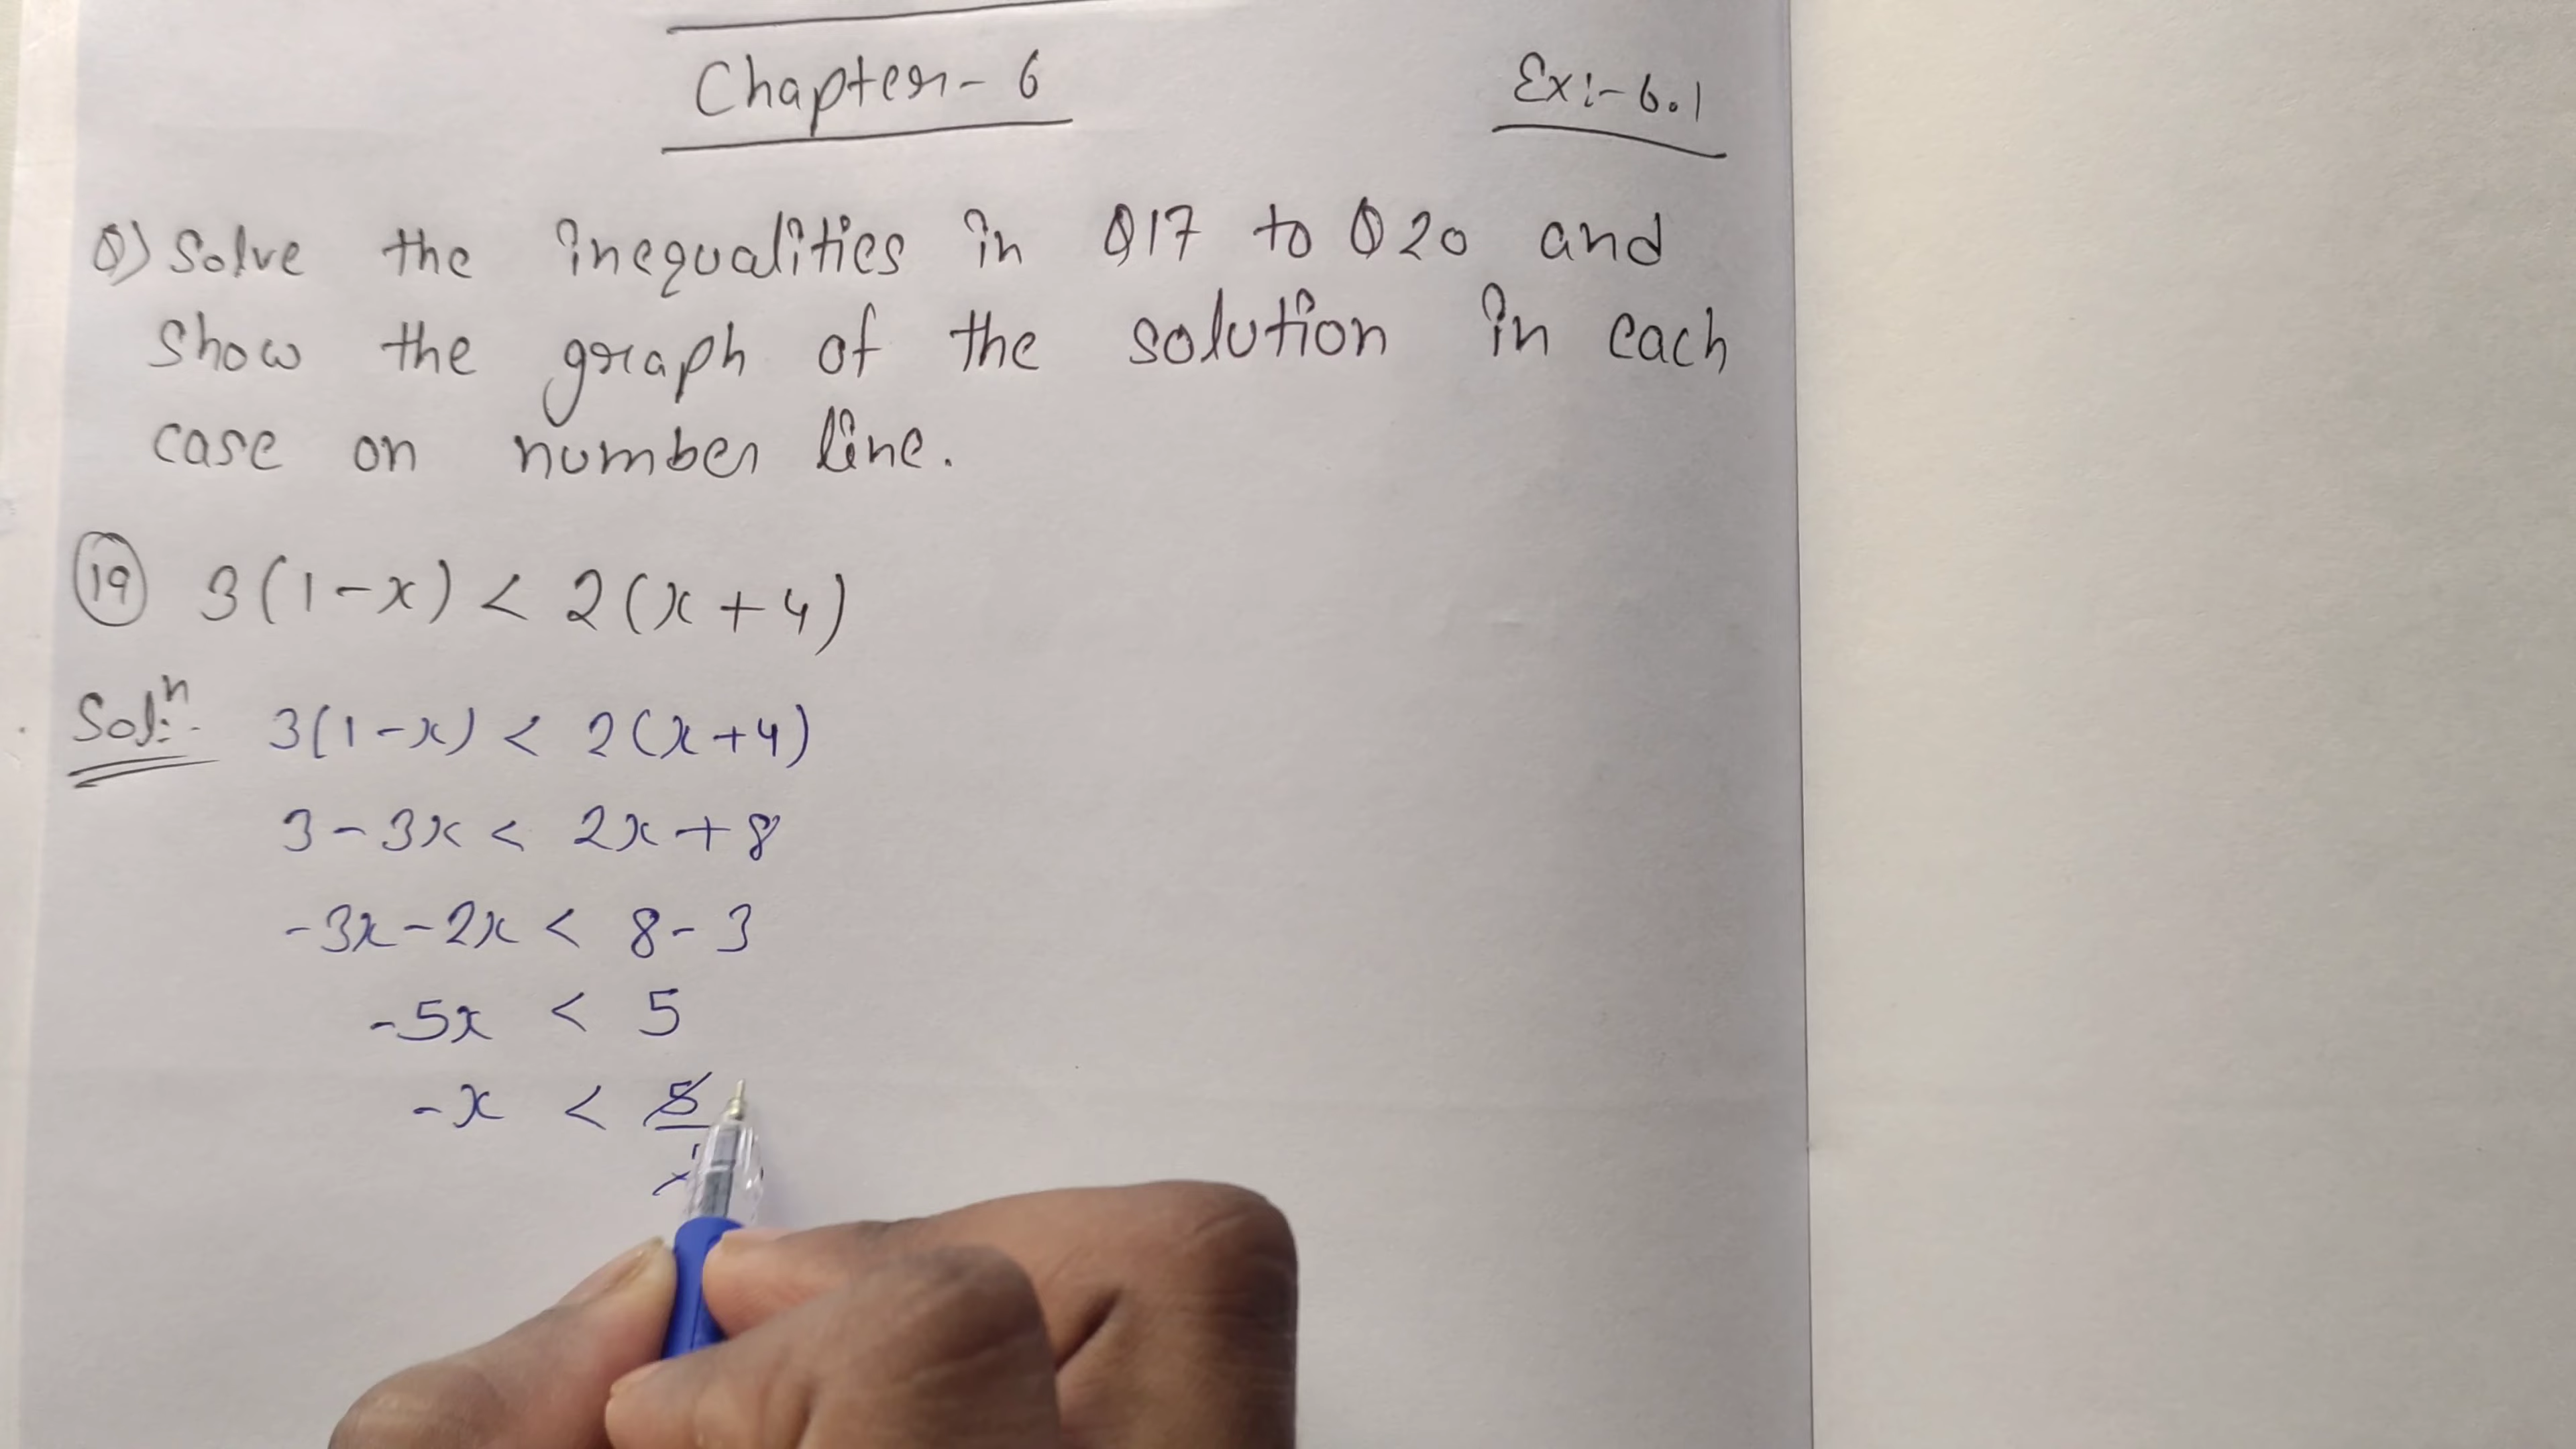 Chapter - 6
Ex:- 6.1
Q) Solve the inequalities in Q17 to Q20 and
show the graph of the solution in each
case on number line.
19 3(1-x) < 2(x+4)
Solⁿ:- 3(1-x) < 2(x+4)
3-3x < 2x+8
-3x-2x < 8-3
-5x < 5
-x < 5